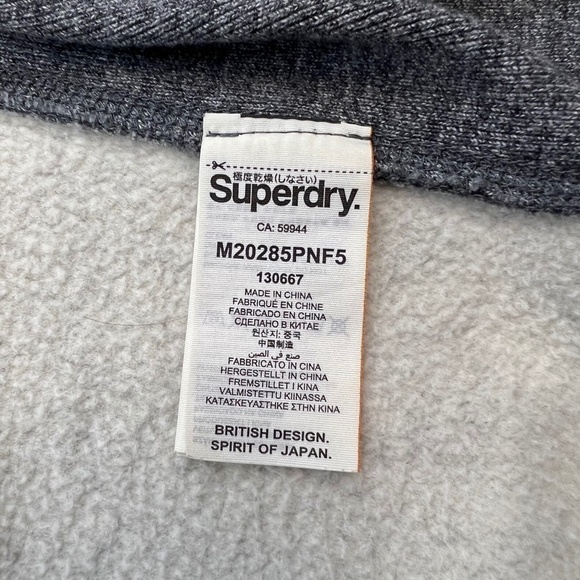 極度乾燥(しなさい)
Superdry.
CA: 59944
M20285PNF5
130667
MADE IN CHINA
FABRIQUÉ EN CHINE
FABRICADO EN CHINA
СДЕЛАНО В КИТАЕ
원산지: 중국
中国制造
صنع في الصين
FABBRICATO IN CINA
HERGESTELLT IN CHINA
FREMSTILLET I KINA
VALMISTETTU KIINASSA
ΚΑΤΑΣΚΕΥΑΣΤΗΚΕ ΣΤΗΝ ΚΙΝΑ
BRITISH DESIGN.
SPIRIT OF JAPAN.